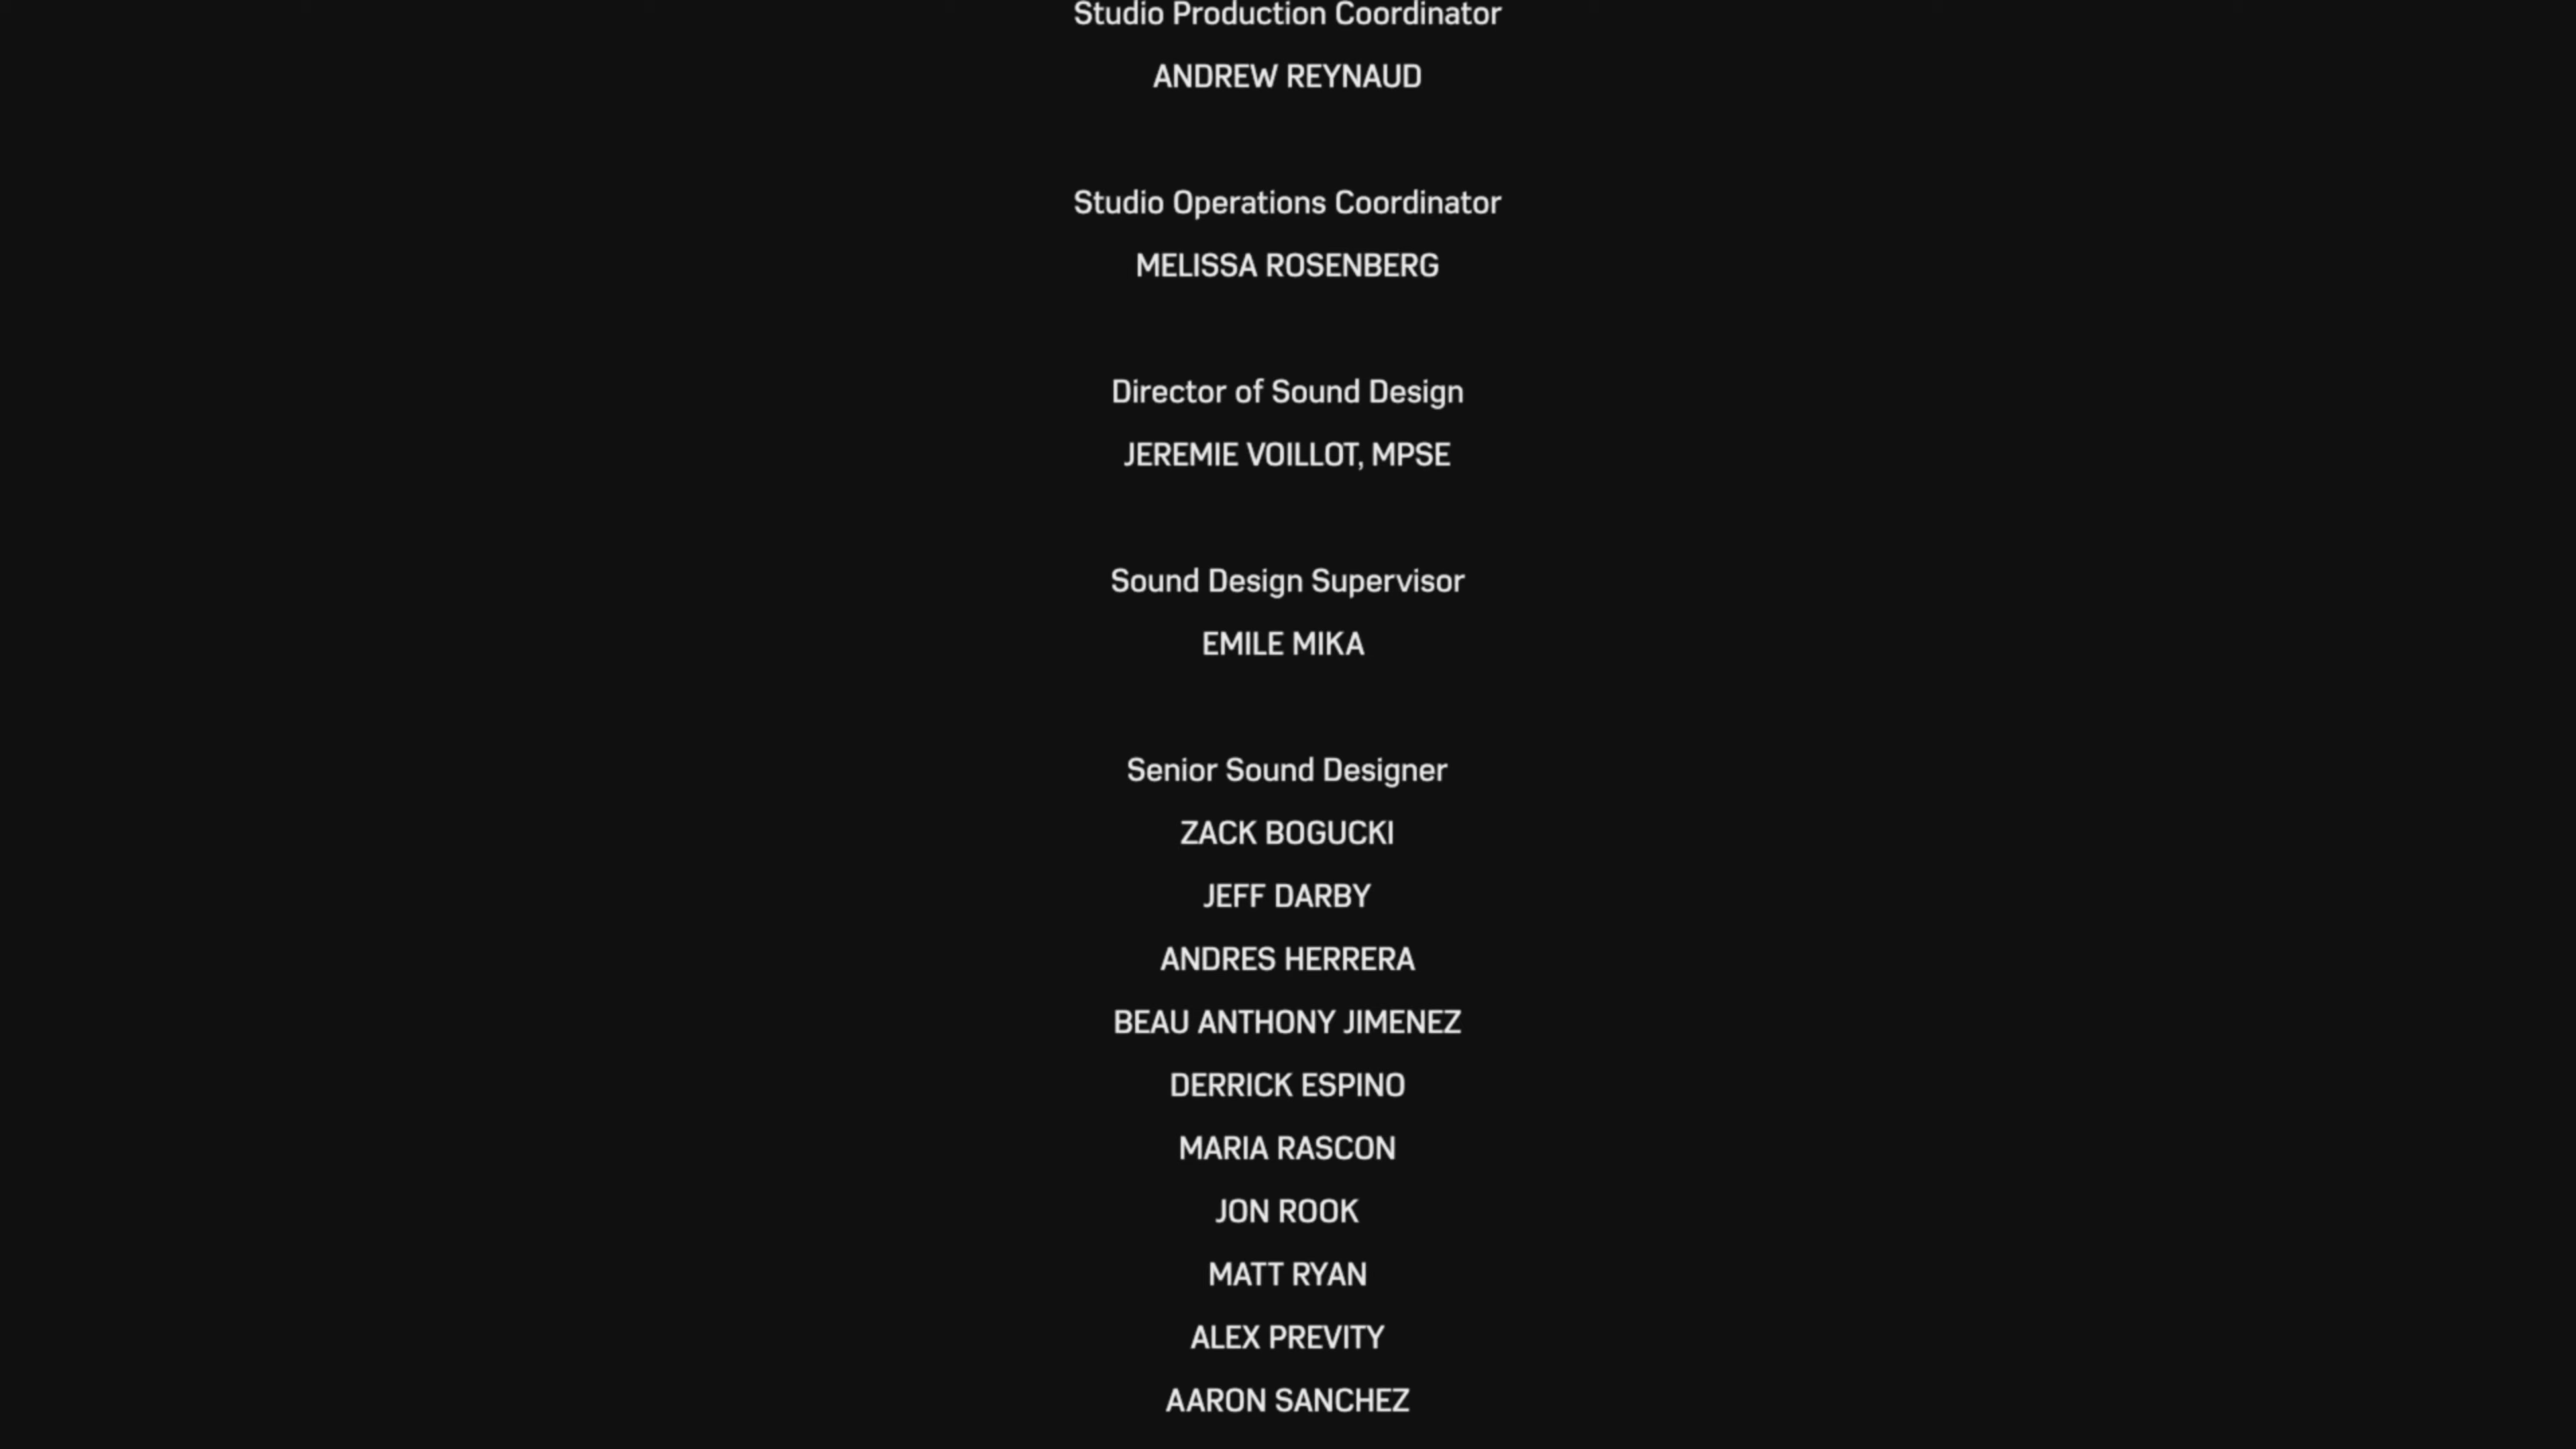 Studio Production Coordinator
ANDREW REYNAUD
Studio Operations Coordinator
MELISSA ROSENBERG
Director of Sound Design
JEREMIE VOILLOT, MPSE
Sound Design Supervisor
EMILE MIKA
Senior Sound Designer
ZACK BOGUCKI
JEFF DARBY
ANDRES HERRERA
BEAU ANTHONY JIMENEZ
DERRICK ESPINO
MARIA RASCON
JON ROOK
MATT RYAN
ALEX PREVITY
AARON SANCHEZ